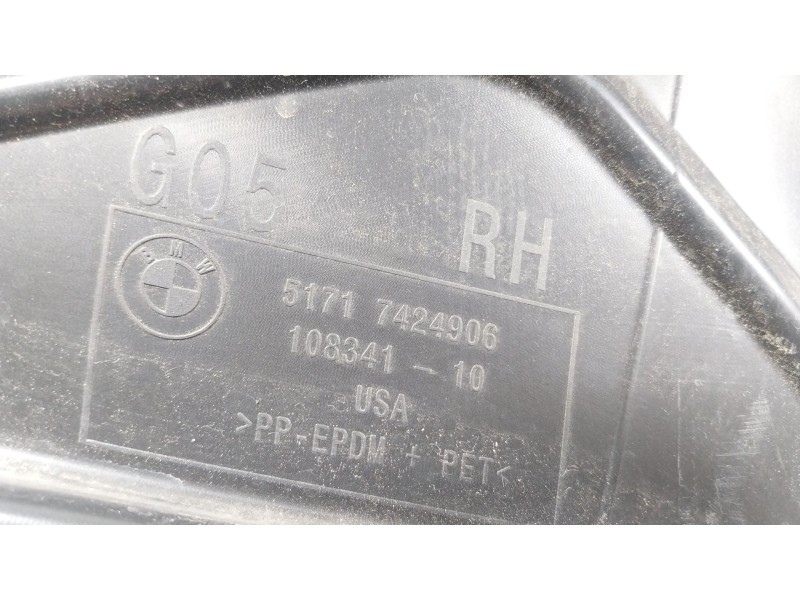 G05
RH
BMW
5171 7424906
108341 - 10
USA
>PP-EPDM + PET<